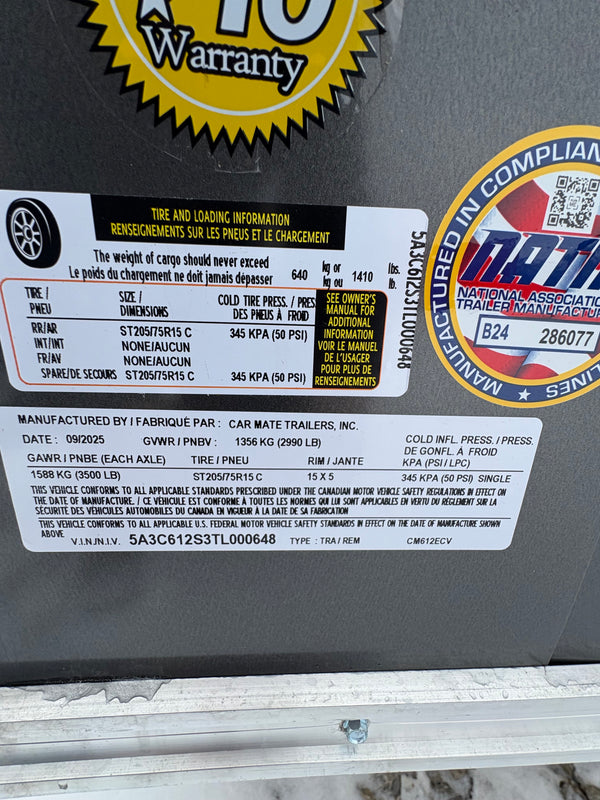 10
Warranty
TIRE AND LOADING INFORMATION
RENSEIGNEMENTS SUR LES PNEUS ET LE CHARGEMENT
The weight of cargo should never exceed kg or lbs.
Le poids du chargement ne doit jamais dépasser 640 kg ou 1410 lb.
TIRE / SIZE / COLD TIRE PRESS. / PRES
PNEU DIMENSIONS DES PNEUS À FROID
RR/AR ST205/75R15 C 345 KPA (50 PSI)
INT/INT NONE/AUCUN
FR/AV NONE/AUCUN
SPARE/DE SECOURS ST205/75R15 C 345 KPA (50 PSI)
SEE OWNER'S
MANUAL FOR
ADDITIONAL
INFORMATION
VOIR LE MANUEL
DE L'USAGER
POUR PLUS DE
RENSEIGNEMENTS
5A3C612S3TL000648
MANUFACTURED IN COMPLIAN
NATM
NATIONAL ASSOCIATIO
TRAILER MANUFACTUR
B24 286077
LINES
MANUFACTURED BY / FABRIQUÉ PAR : CAR MATE TRAILERS, INC.
DATE : 09/2025 GVWR / PNBV : 1356 KG (2990 LB)
COLD INFL. PRESS. / PRESS.
DE GONFL. À FROID
KPA (PSI / LPC)
GAWR / PNBE (EACH AXLE) TIRE / PNEU RIM / JANTE
1588 KG (3500 LB) ST205/75R15 C 15 X 5 345 KPA (50 PSI) SINGLE
THIS VEHICLE CONFORMS TO ALL APPLICABLE STANDARDS PRESCRIBED UNDER THE CANADIAN MOTOR VEHICLE SAFETY REGULATIONS IN EFFECT ON
THE DATE OF MANUFACTURE. / CE VÉHICULE EST CONFORME À TOUTES LES NORMES QUI LUI SONT APPLICABLES EN VERTU DU RÉGLEMENT SUR LA
SÉCURITÉ DES VÉHICULES AUTOMOBILES DU CANADA EN VIGUEUR À LA DATE DE SA FABRICATION
THIS VEHICLE CONFORMS TO ALL APPLICABLE U.S. FEDERAL MOTOR VEHICLE SAFETY STANDARDS IN EFFECT ON THE DATE OF MANUFACTURE SHOWN
ABOVE
V.I.N./N.I.V. 5A3C612S3TL000648 TYPE : TRA / REM CM612ECV